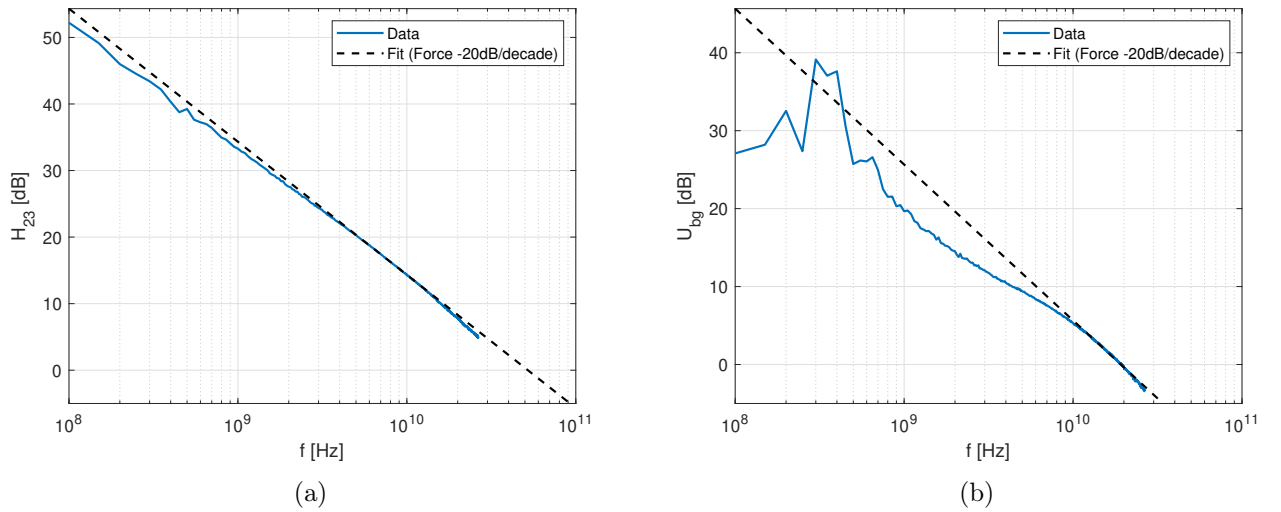 Data
Fit (Force -20dB/decade)
50
40
30
20
10
0
H_23 [dB]
10^8
10^9
10^10
10^11
f [Hz]
(a)
Data
Fit (Force -20dB/decade)
40
30
20
10
0
U_bg [dB]
10^8
10^9
10^10
10^11
f [Hz]
(b)